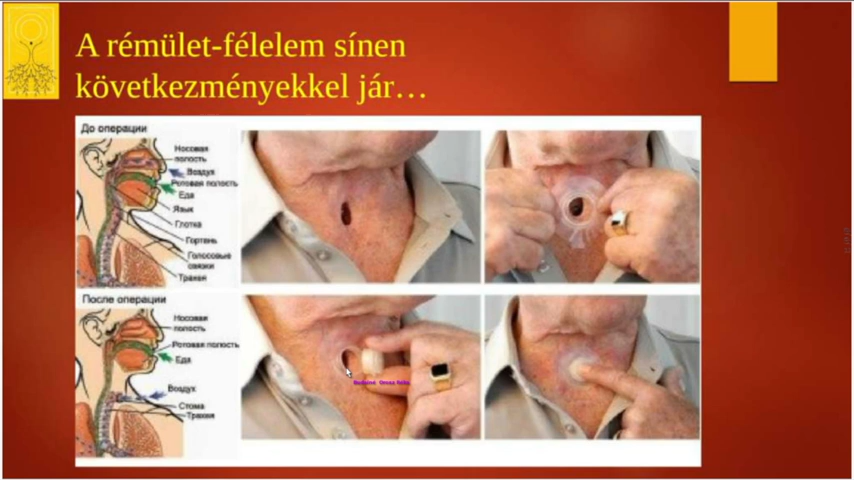 A rémület-félelem sínen
következményekkel jár…
До операции
Носовая
полость
Воздух
Ротовая полость
Еда
Язык
Глотка
Гортань
Голосовые
связки
Трахея
После операции
Носовая
полость
Ротовая полость
Еда
Воздух
Стома
Трахея